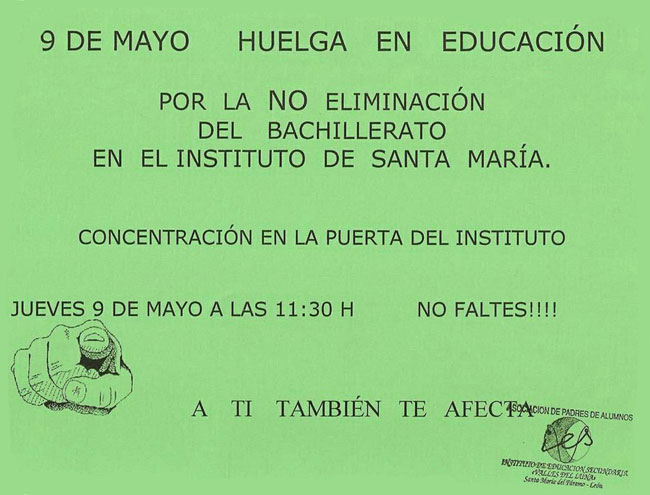 9 DE MAYO HUELGA EN EDUCACIÓN
POR LA NO ELIMINACIÓN
DEL BACHILLERATO
EN EL INSTITUTO DE SANTA MARÍA.
CONCENTRACIÓN EN LA PUERTA DEL INSTITUTO
JUEVES 9 DE MAYO A LAS 11:30 H NO FALTES!!!!
A TI TAMBIÉN TE AFECTA
ASOCIACION DE PADRES DE ALUMNOS
ies
INSTITUTO DE EDUCACION SECUNDARIA
«VALLES DEL LAINA»
Santa María del Páramo - León